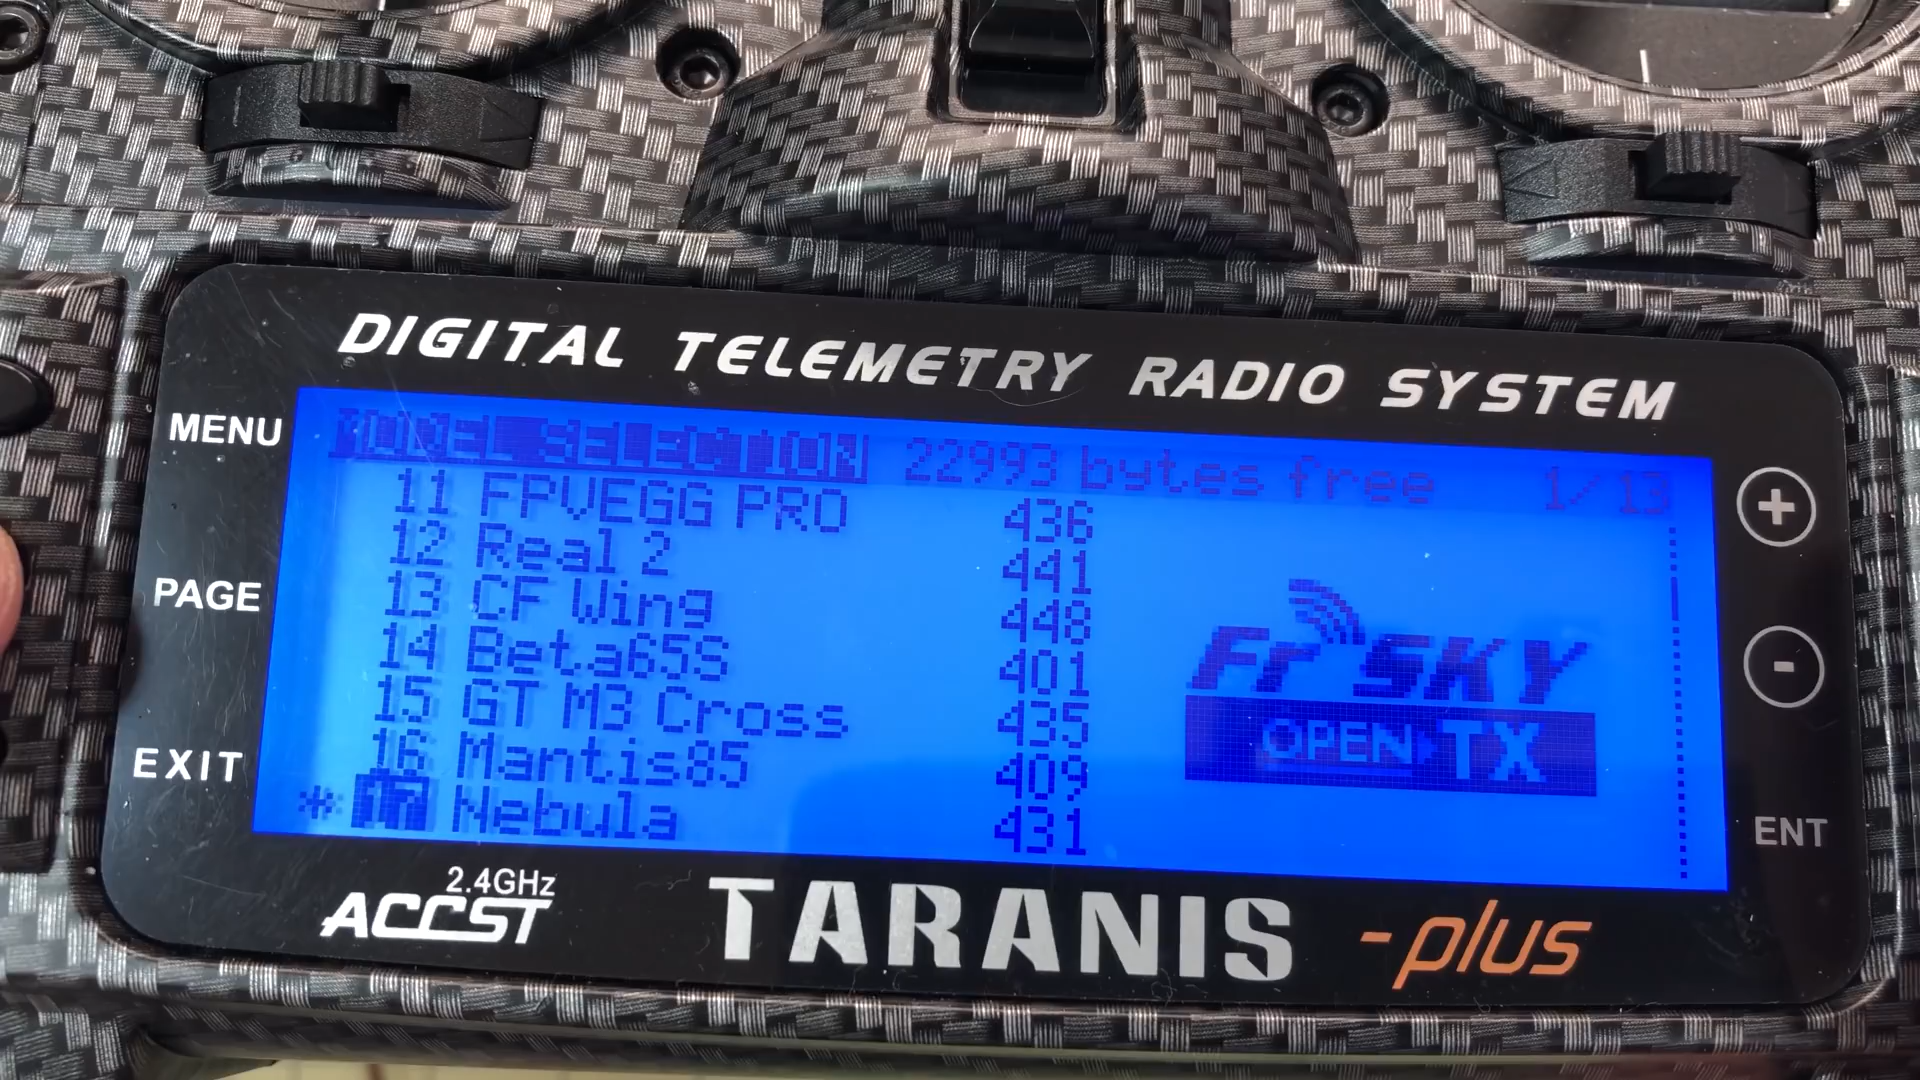 DIGITAL TELEMETRY RADIO SYSTEM
MENU
PAGE
EXIT
MODEL SELECTION 22993 bytes free 1/13
11 FPVEGG PRO 436
12 Real 2 441
13 CF Wing 448
14 Beta65S 401
15 GT M3 Cross 435
16 Mantis85 409
* 17 Nebula 431
FrSKY
OPEN TX
+
-
ENT
2.4GHz
ACCST
TARANIS -plus